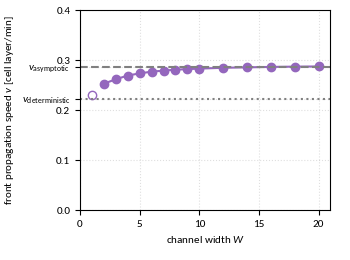 front propagation speed v [cell layer/min]
0.4
0.3
v_asymptotic
v_deterministic
0.2
0.1
0.0
0 5 10 15 20
channel width W